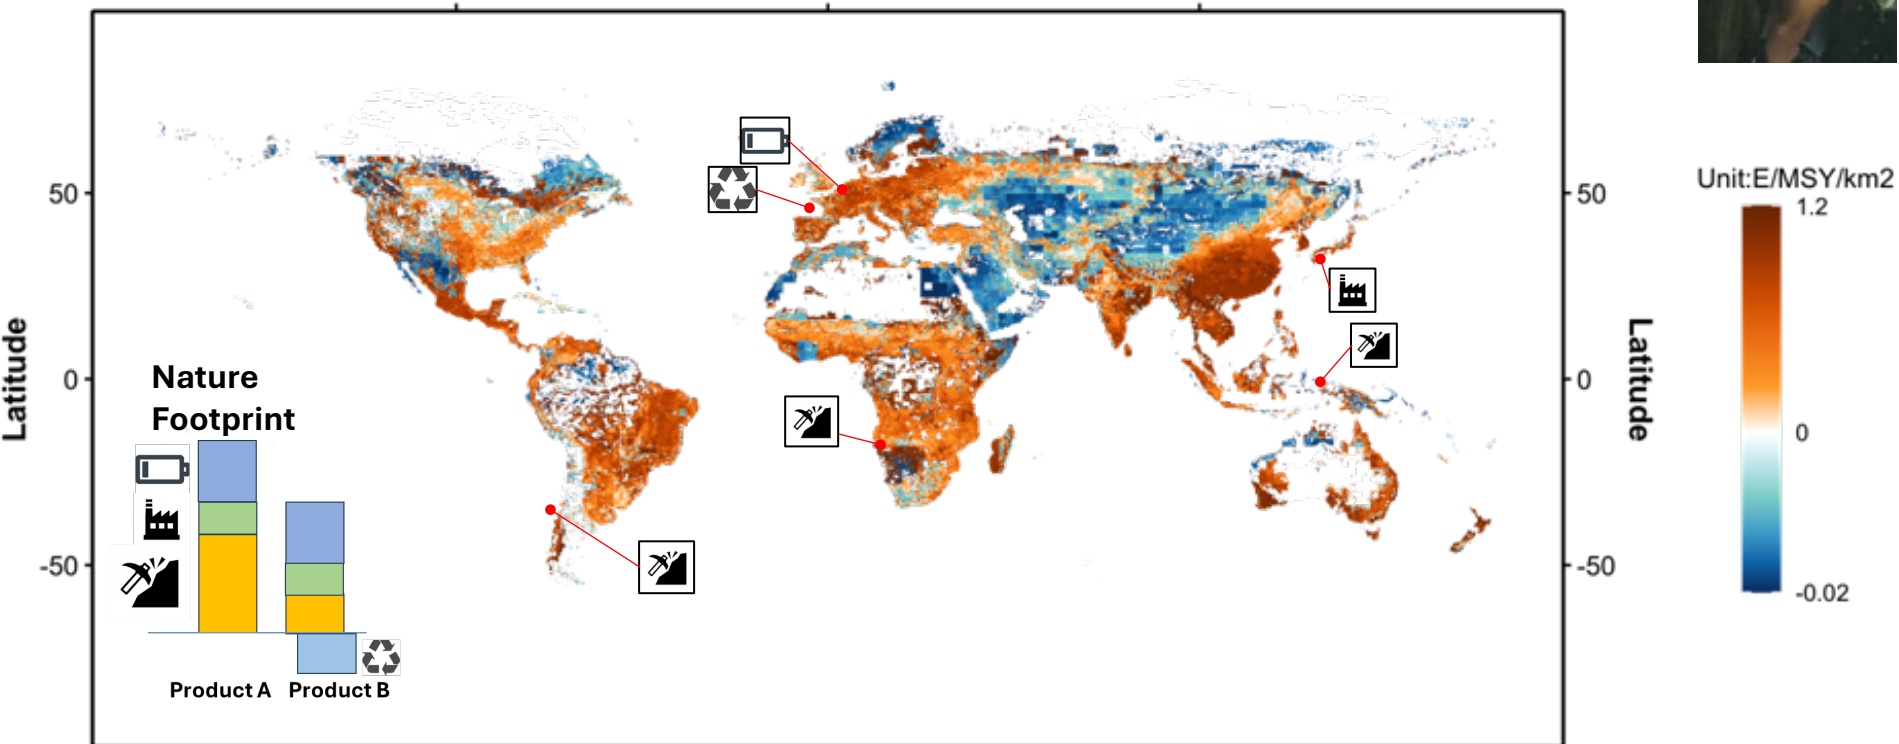 Unit:E/MSY/km2
1.2
0
-0.02
50
0
-50
Latitude
50
0
-50
Latitude
Nature
Footprint
Product A
Product B